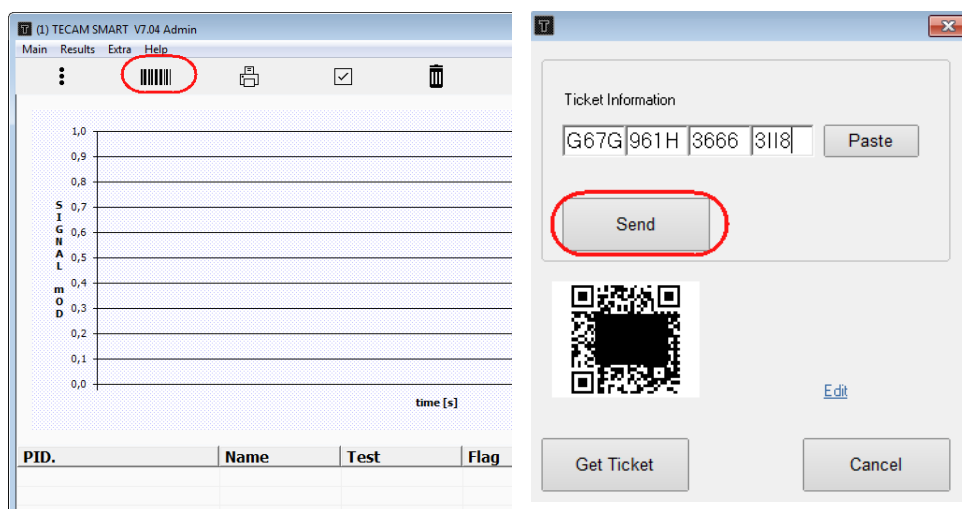 (1) TECAM SMART V7.04 Admin
Main Results Extra Help
1,0
0,9
0,8
0,7
0,6
0,5
0,4
0,3
0,2
0,1
0,0
SIGNAL mOD
time [s]
PID. Name Test Flag
Ticket Information
G67G 961H 3666 3II8 Paste
Send
Edit
Get Ticket Cancel